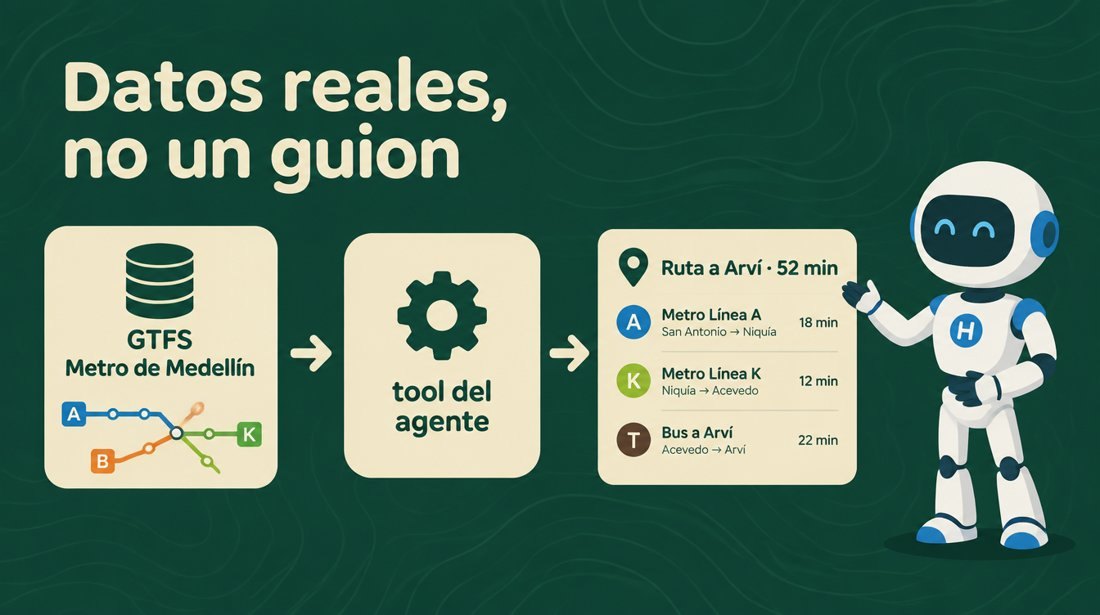 Datos reales,
no un guion
GTFS
Metro de Medellín
A
B
K
tool del
agente
Ruta a Arví · 52 min
A
Metro Línea A
San Antonio → Niquía
18 min
K
Metro Línea K
Niquía → Acevedo
12 min
T
Bus a Arví
Acevedo → Arví
22 min
H